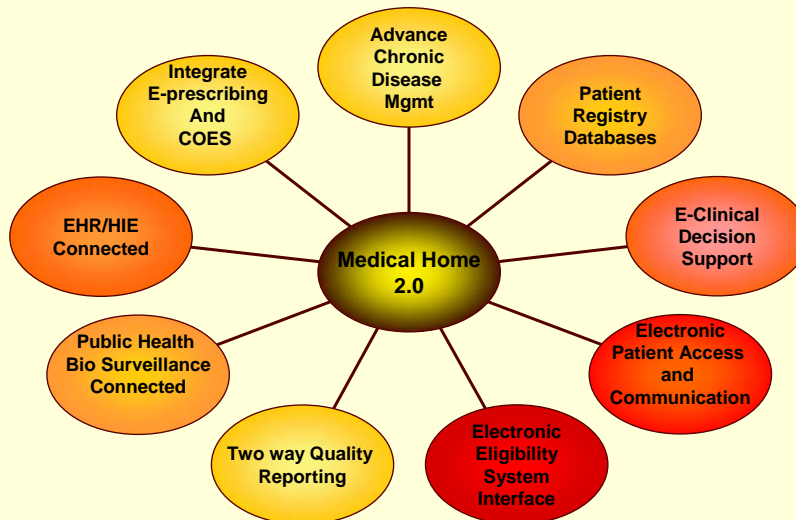 Advance
Chronic
Disease
Mgmt
Integrate
E-prescribing
And
COES
Patient
Registry
Databases
EHR/HIE
Connected
E-Clinical
Decision
Support
Medical Home
2.0
Public Health
Bio Surveillance
Connected
Electronic
Patient Access
and
Communication
Two way Quality
Reporting
Electronic
Eligibility
System
Interface